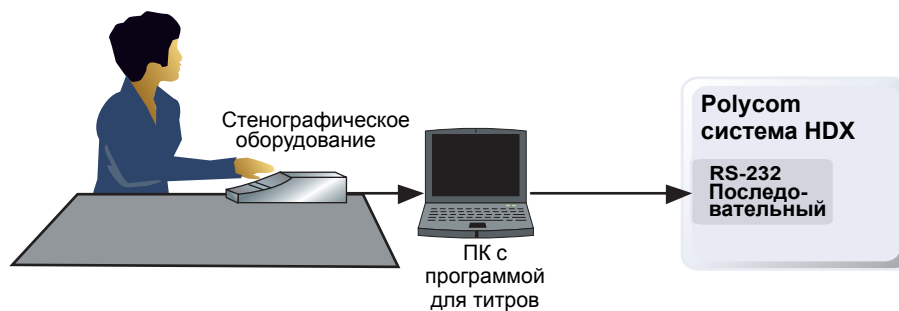 Стенографическое
оборудование
ПК с
программой
для титров
Polycom
система HDX
RS-232
Последо-
вательный